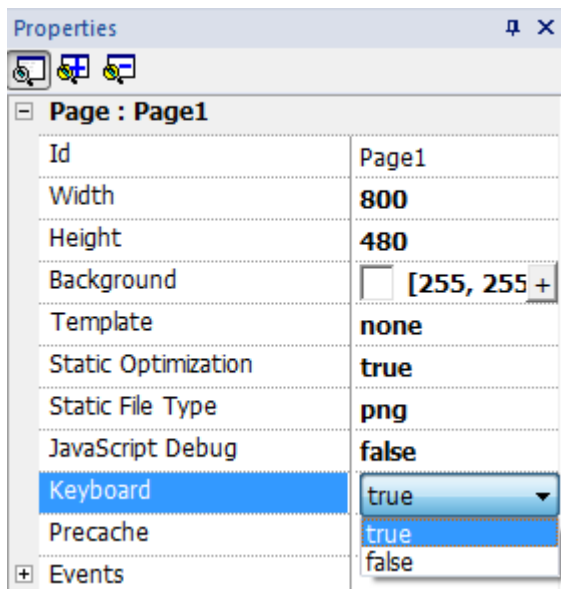 Properties
Page : Page1
Id Page1
Width 800
Height 480
Background [255, 255 +
Template none
Static Optimization true
Static File Type png
JavaScript Debug false
Keyboard true
Precache true
Events false